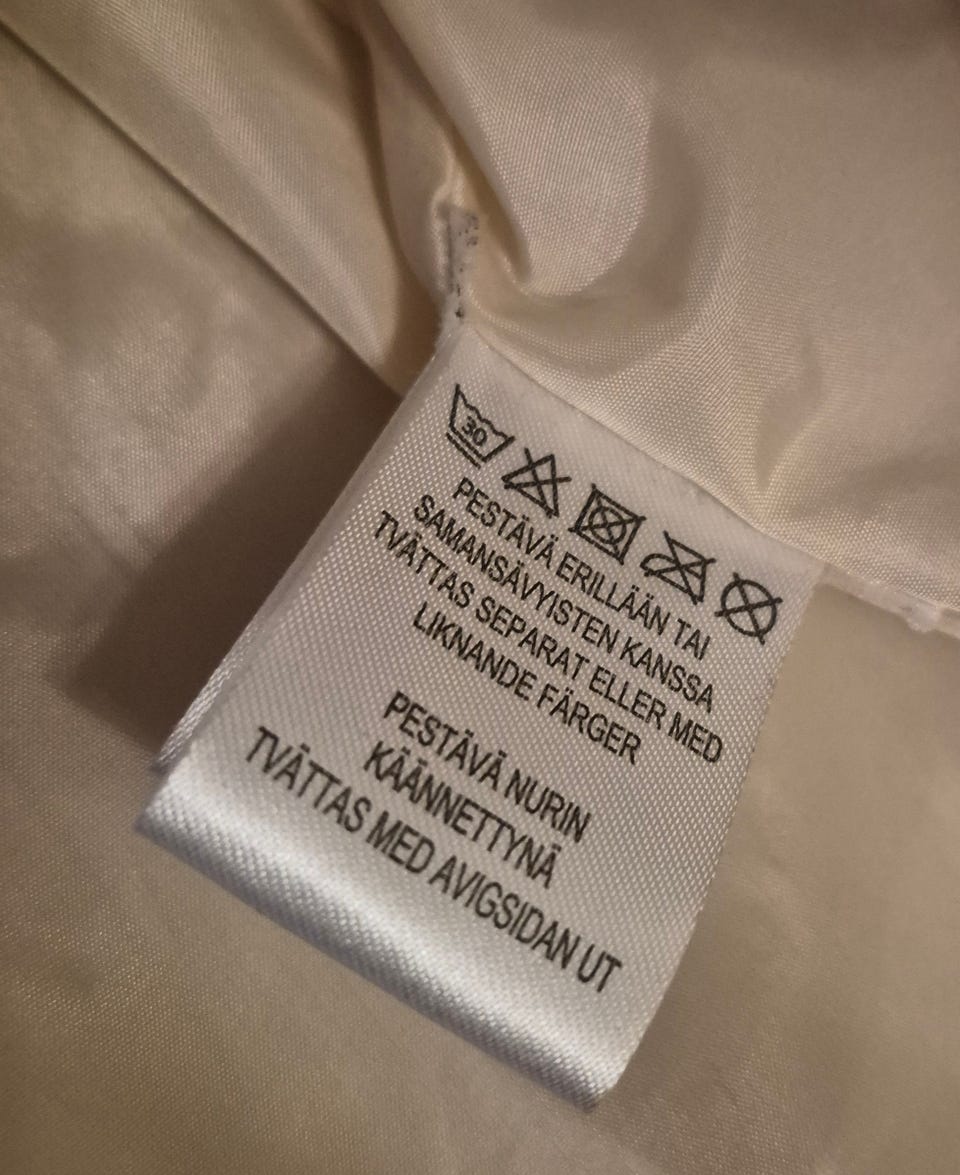 30
PESTÄVÄ ERILLÄÄN TAI
SAMANSÄVYISTEN KANSSA
TVÄTTAS SEPARAT ELLER MED
LIKNANDE FÄRGER
PESTÄVÄ NURIN
KÄÄNNETTYNÄ
TVÄTTAS MED AVIGSIDAN UT